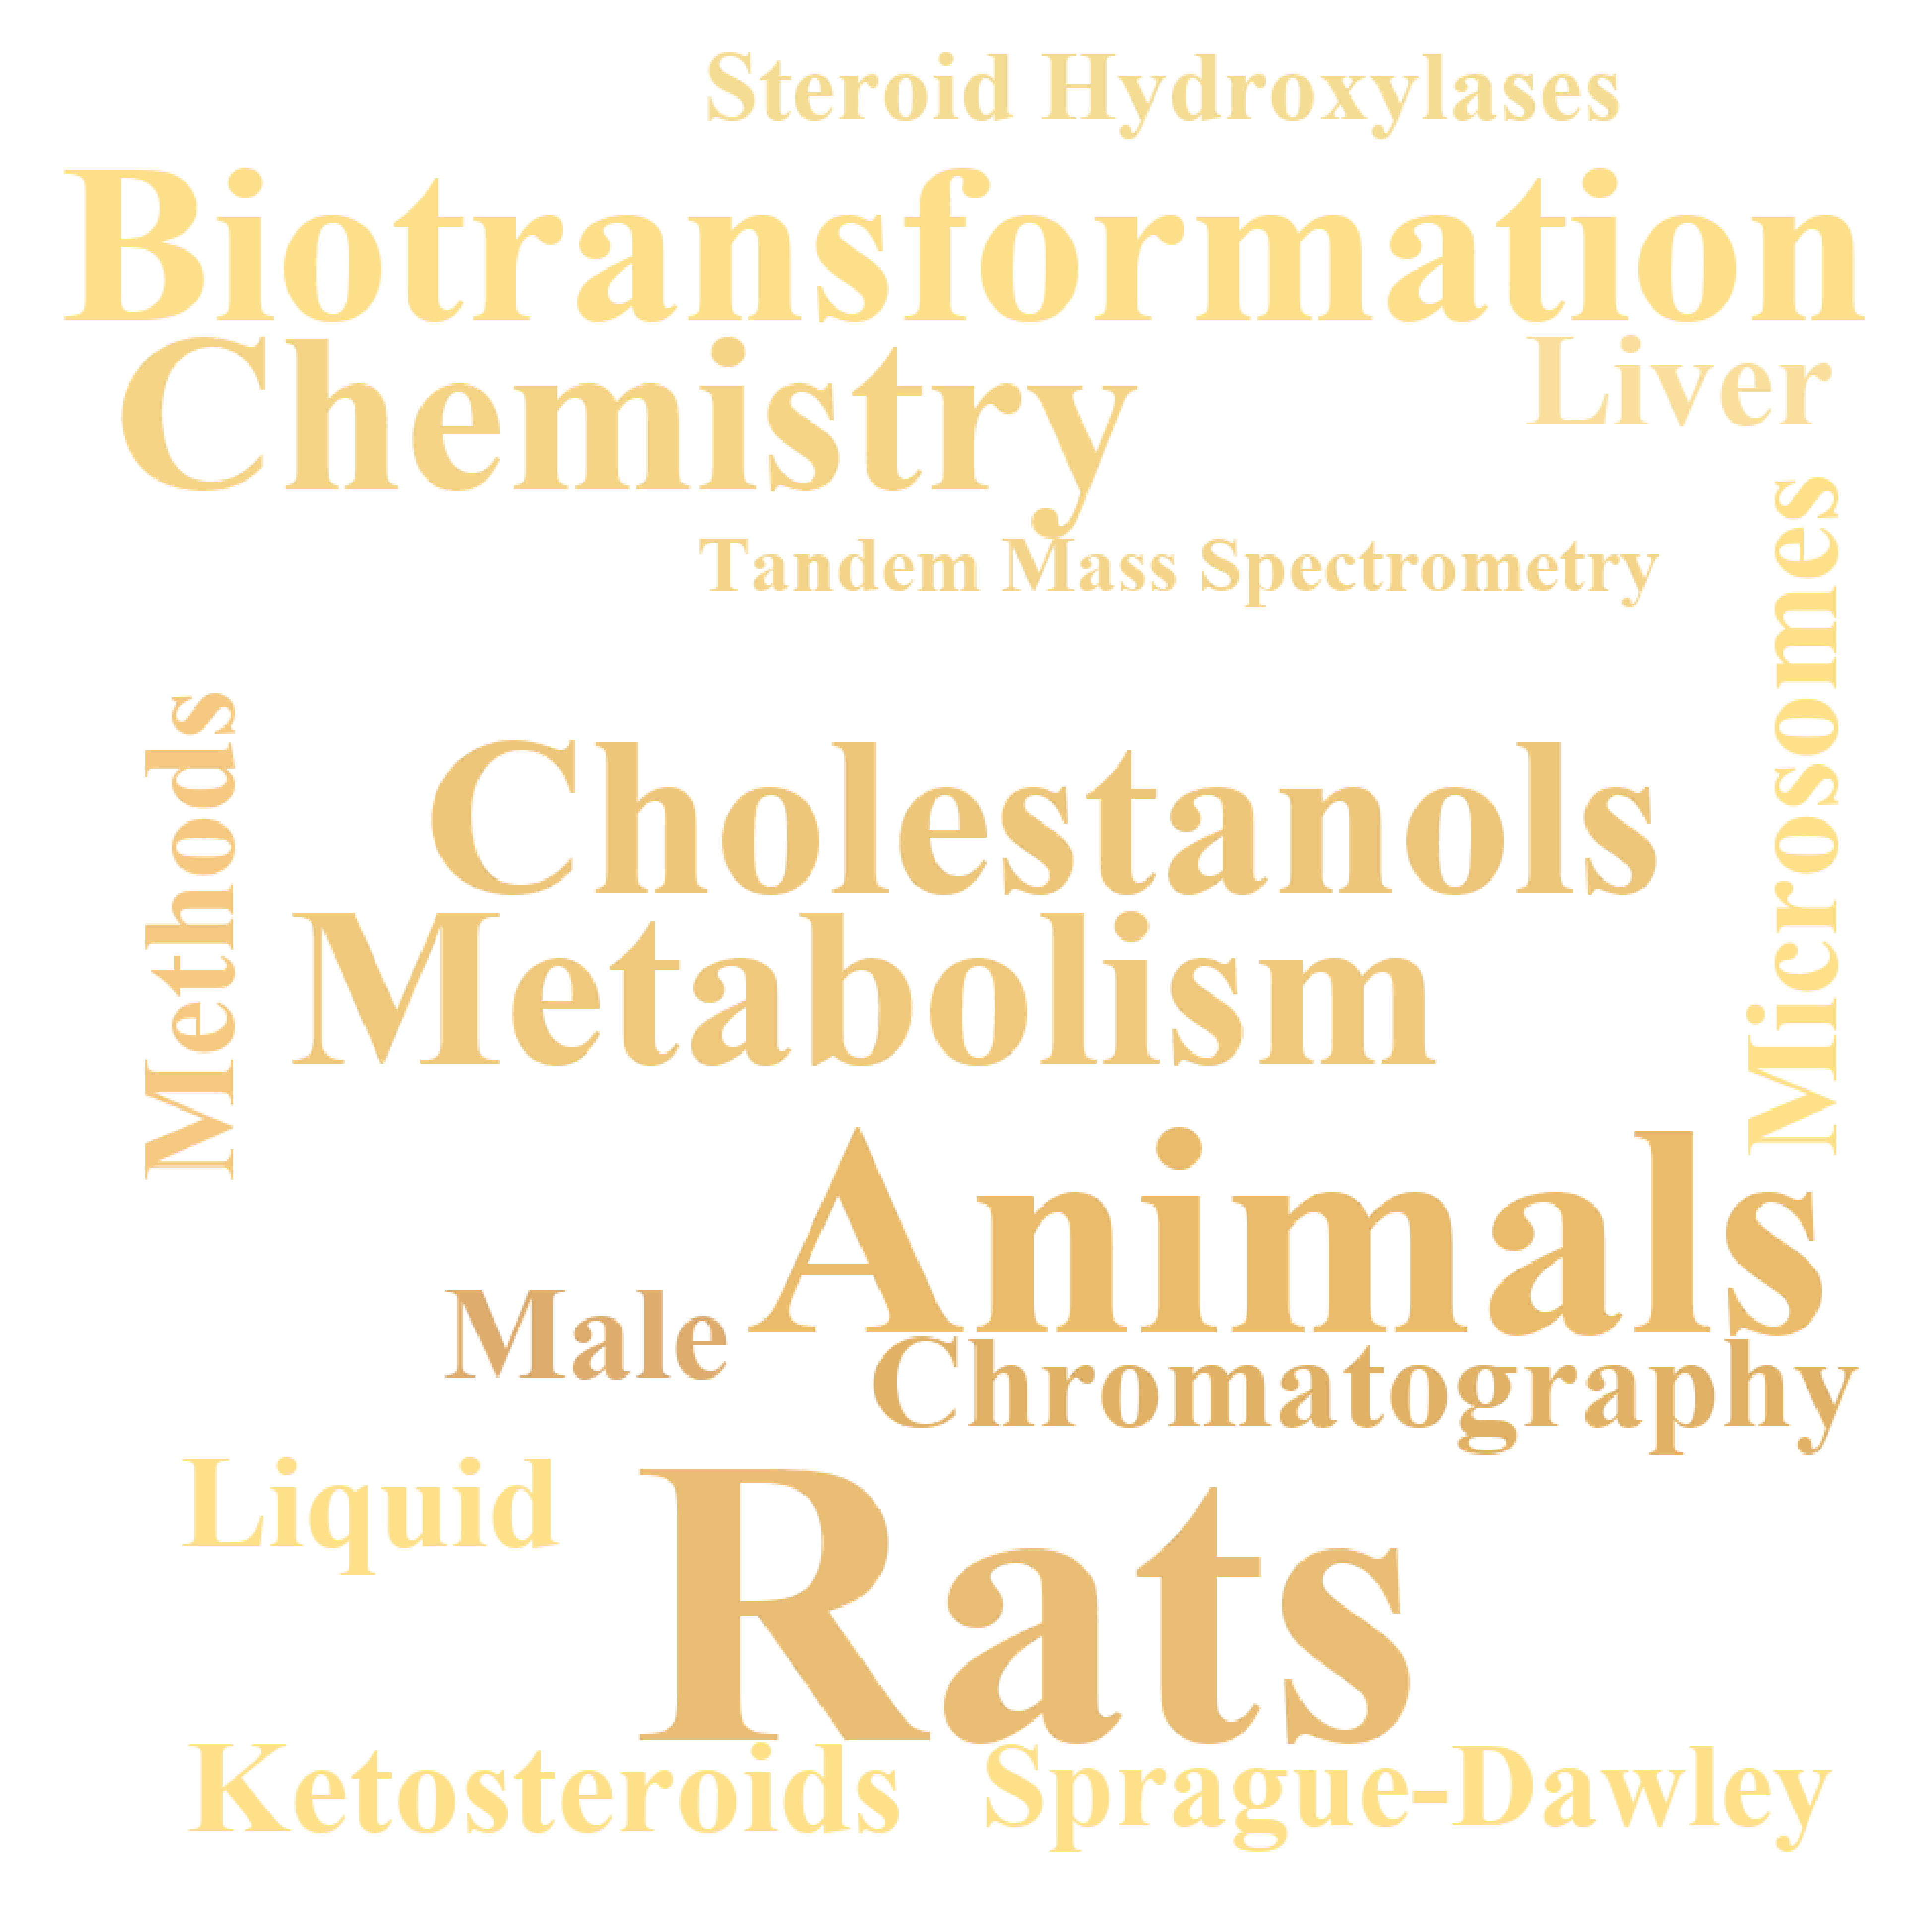 Steroid Hydroxylases
Biotransformation
Chemistry
Liver
Tandem Mass Spectrometry
Microsomes
Methods
Cholestanols
Metabolism
Animals
Male
Chromatography
Liquid
Rats
Ketosteroids
Sprague-Dawley